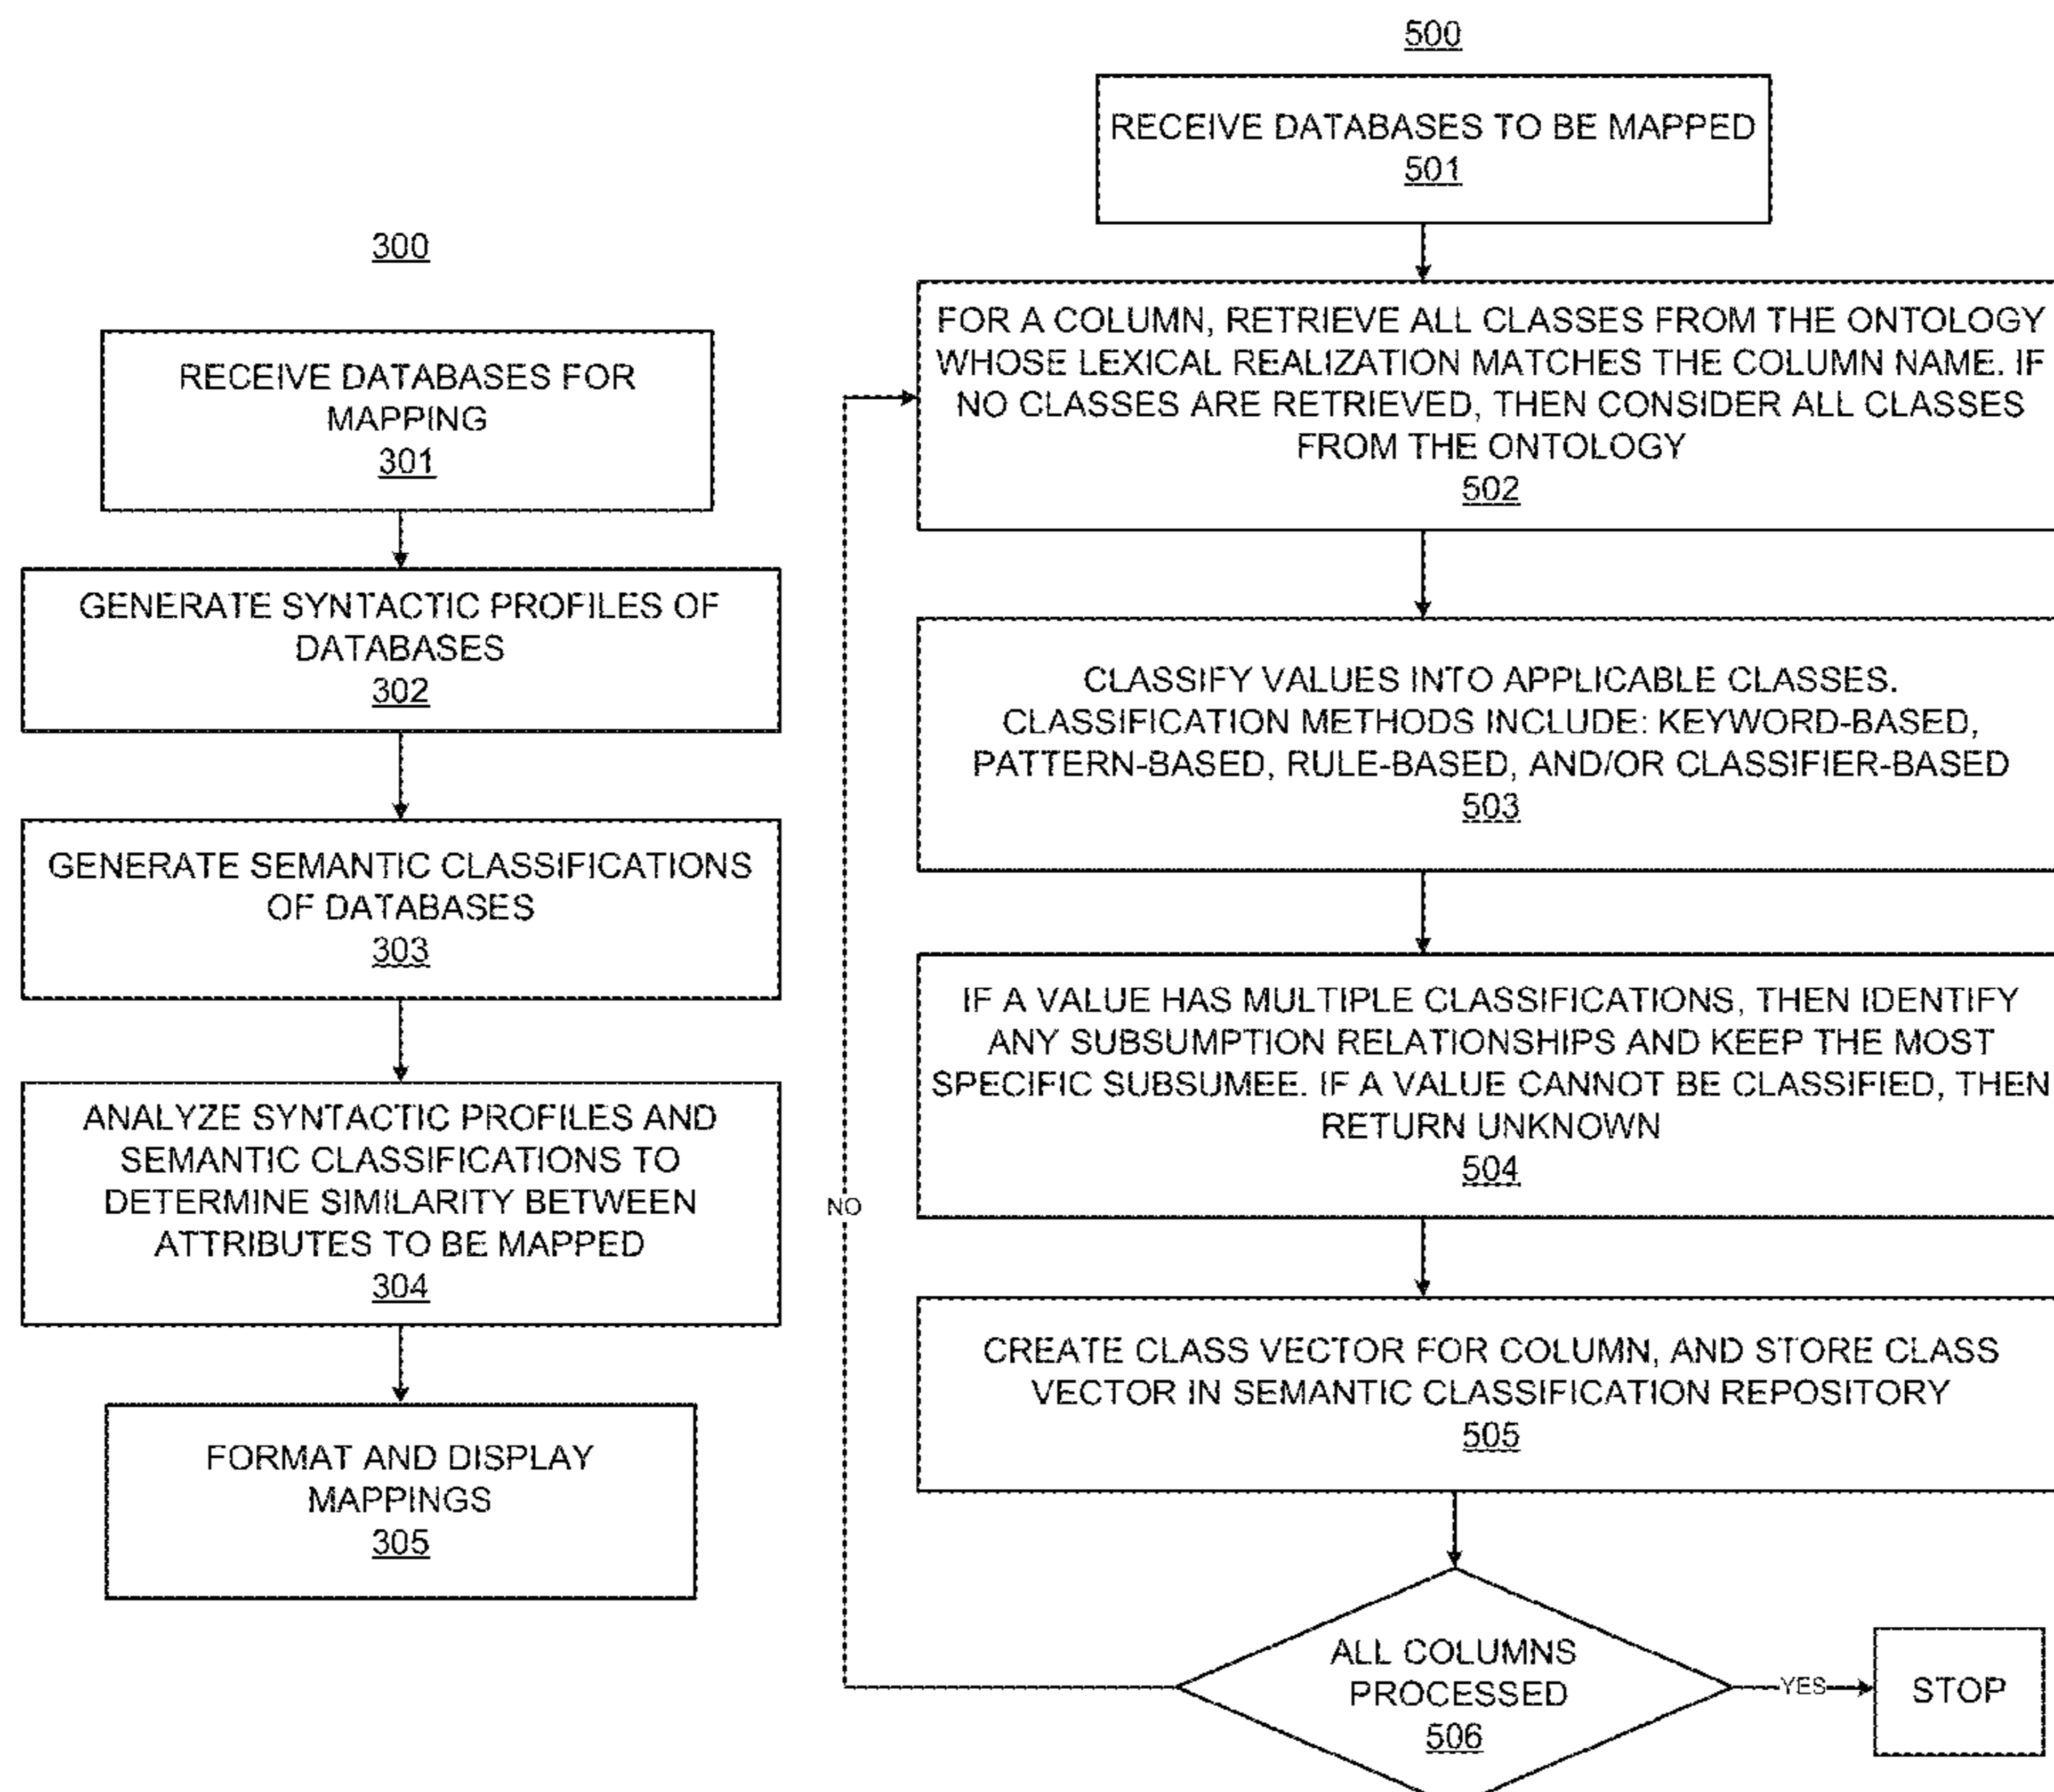 300
RECEIVE DATABASES FOR
MAPPING
301
GENERATE SYNTACTIC PROFILES OF
DATABASES
302
GENERATE SEMANTIC CLASSIFICATIONS
OF DATABASES
303
ANALYZE SYNTACTIC PROFILES AND
SEMANTIC CLASSIFICATIONS TO
DETERMINE SIMILARITY BETWEEN
ATTRIBUTES TO BE MAPPED
304
FORMAT AND DISPLAY
MAPPINGS
305
500
RECEIVE DATABASES TO BE MAPPED
501
FOR A COLUMN, RETRIEVE ALL CLASSES FROM THE ONTOLOGY
WHOSE LEXICAL REALIZATION MATCHES THE COLUMN NAME. IF
NO CLASSES ARE RETRIEVED, THEN CONSIDER ALL CLASSES
FROM THE ONTOLOGY
502
CLASSIFY VALUES INTO APPLICABLE CLASSES.
CLASSIFICATION METHODS INCLUDE: KEYWORD-BASED,
PATTERN-BASED, RULE-BASED, AND/OR CLASSIFIER-BASED
503
IF A VALUE HAS MULTIPLE CLASSIFICATIONS, THEN IDENTIFY
ANY SUBSUMPTION RELATIONSHIPS AND KEEP THE MOST
SPECIFIC SUBSUMEE. IF A VALUE CANNOT BE CLASSIFIED, THEN
RETURN UNKNOWN
504
CREATE CLASS VECTOR FOR COLUMN, AND STORE CLASS
VECTOR IN SEMANTIC CLASSIFICATION REPOSITORY
505
ALL COLUMNS
PROCESSED
506
NO
YES
STOP